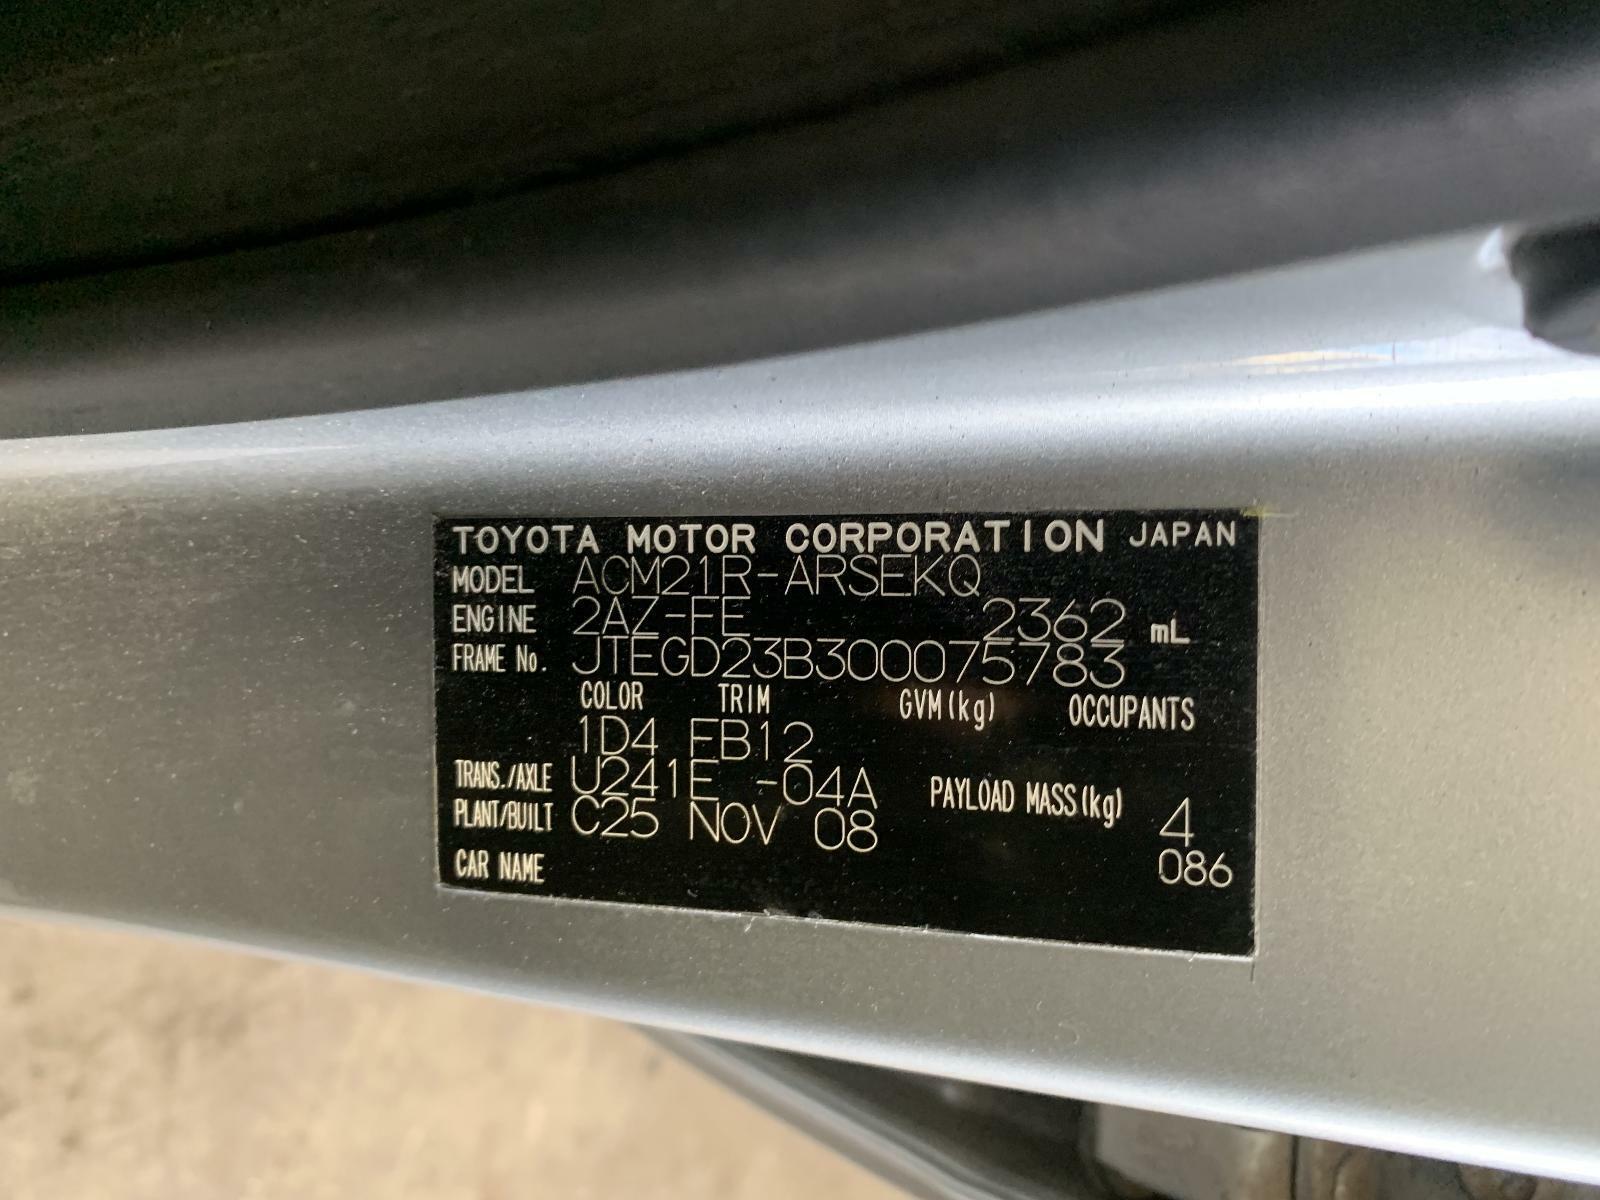 TOYOTA MOTOR CORPORATION JAPAN
MODEL ACM21R-ARSEKQ
ENGINE 2AZ-FE 2362 mL
FRAME No. JTEGD23B300075783
COLOR TRIM GVM(kg) OCCUPANTS
1D4 FB12
TRANS./AXLE U241E -04A PAYLOAD MASS(kg) 4
PLANT/BUILT C25 NOV 08 086
CAR NAME